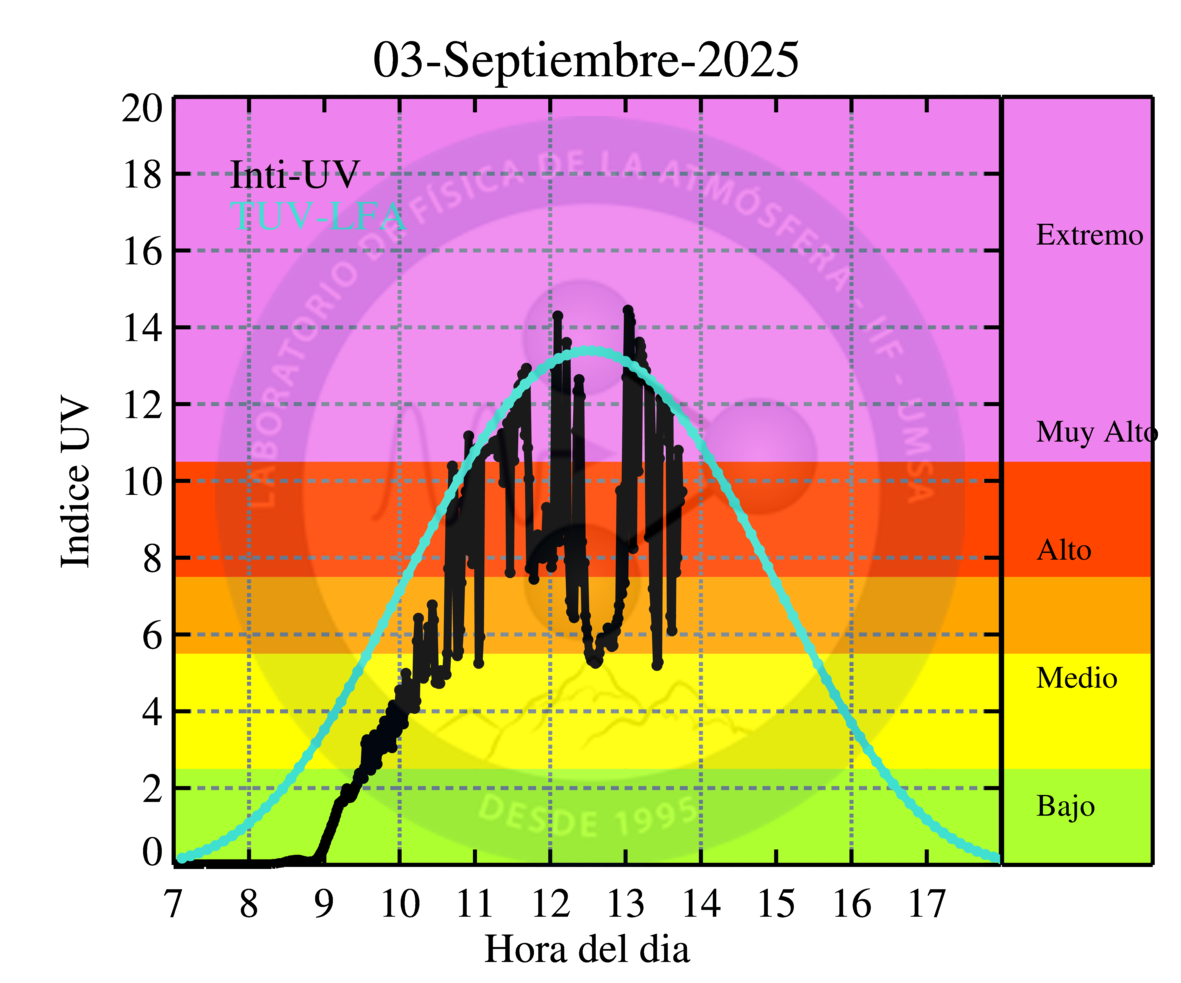 03-Septiembre-2025
20
18
16
14
12
10
8
6
4
2
0
Indice UV
Inti-UV
TUV-LFA
LABORATORIO DE FÍSICA DE LA ATMÓSFERA - IIF - UMSA
DESDE 1995
Extremo
Muy Alto
Alto
Medio
Bajo
7 8 9 10 11 12 13 14 15 16 17
Hora del dia